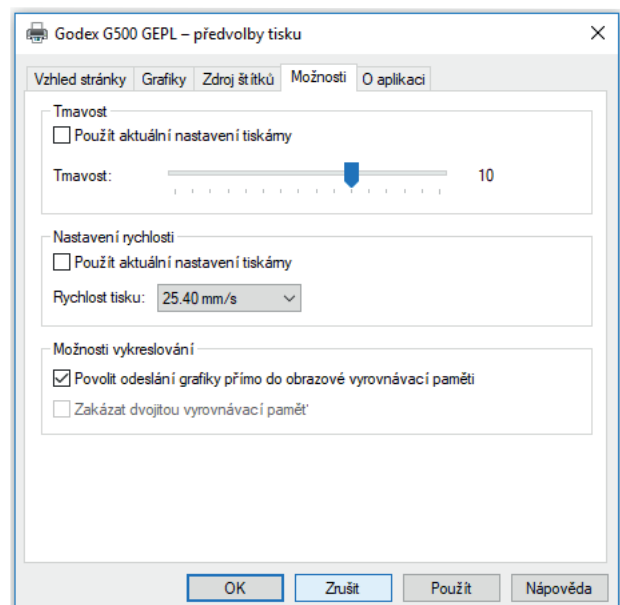 Godex G500 GEPL – předvolby tisku
Vzhled stránky Grafiky Zdroj štítků Možnosti O aplikaci
Tmavost
Použít aktuální nastavení tiskárny
Tmavost: 10
Nastavení rychlosti
Použít aktuální nastavení tiskárny
Rychlost tisku: 25.40 mm/s
Možnosti vykreslování
Povolit odeslání grafiky přímo do obrazové vyrovnávací paměti
Zakázat dvojitou vyrovnávací paměť
OK Zrušit Použít Nápověda